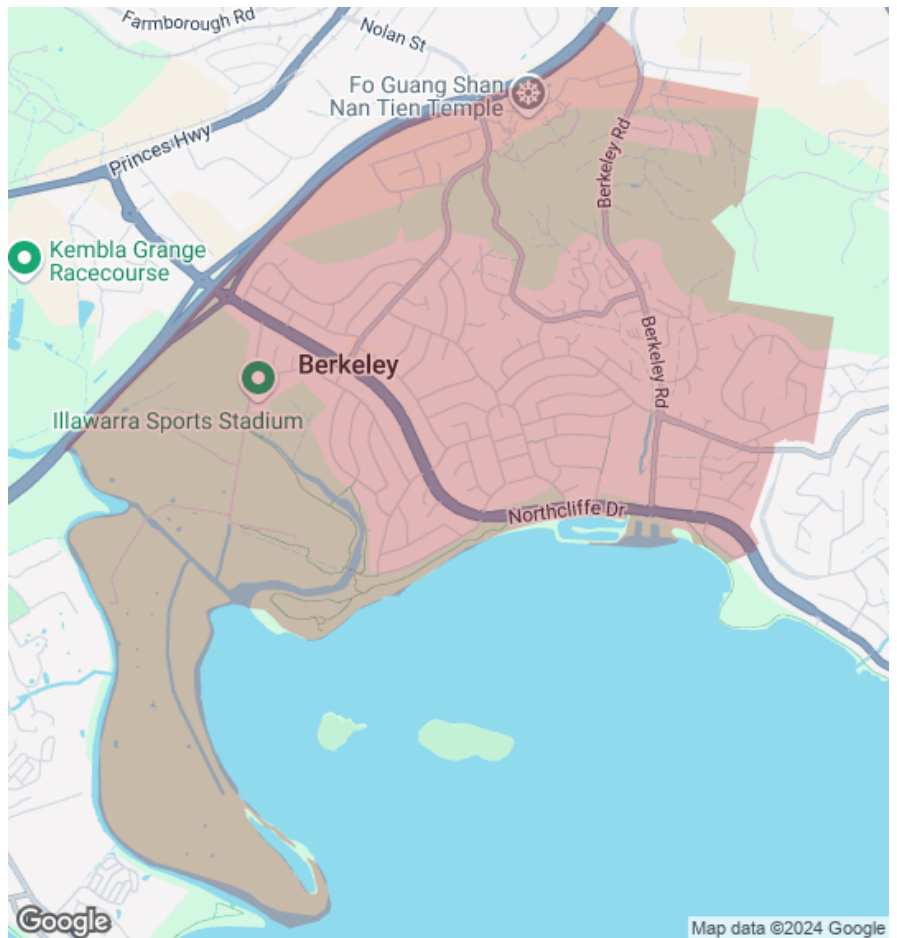 Farmborough Rd
Nolan St
Fo Guang Shan
Nan Tien Temple
Princes Hwy
Berkeley Rd
Kembla Grange
Racecourse
Berkeley
Berkeley Rd
Illawarra Sports Stadium
Northcliffe Dr
Google
Map data ©2024 Google